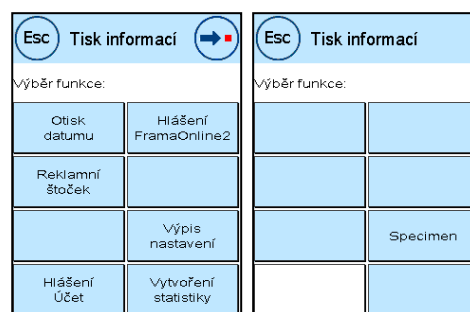 Esc Tisk informací
Výběr funkce:
Otisk
datumu
Hlášení
FramaOnline2
Reklamní
štoček
Výpis
nastavení
Hlášení
Účet
Vytvoření
statistiky
Esc Tisk informací
Výběr funkce:
Specimen